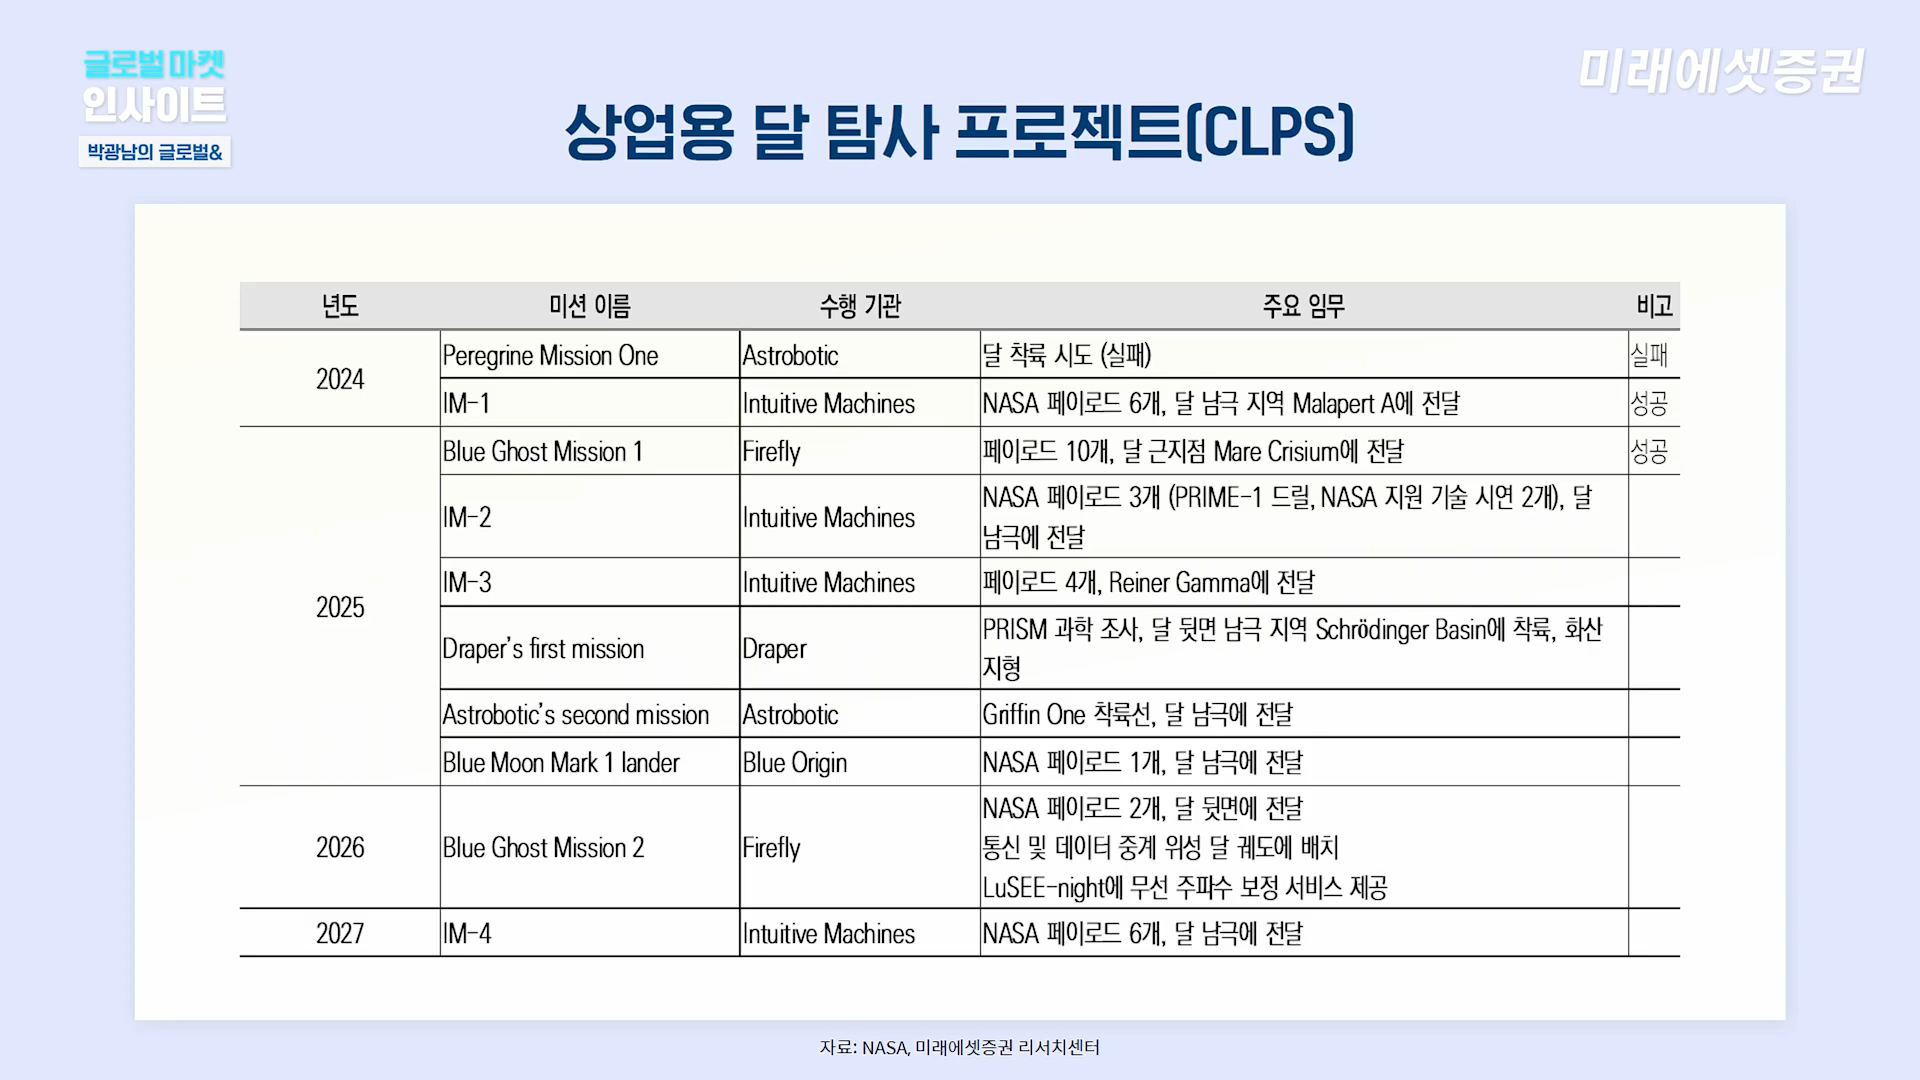 글로벌 마켓
인사이트
박광남의 글로벌&
미래에셋증권
상업용 달 탐사 프로젝트(CLPS)
년도 미션 이름 수행 기관 주요 임무 비고
2024
Peregrine Mission One Astrobotic 달 착륙 시도 (실패) 실패
IM-1 Intuitive Machines NASA 페이로드 6개, 달 남극 지역 Malapert A에 전달 성공
2025
Blue Ghost Mission 1 Firefly 페이로드 10개, 달 근지점 Mare Crisium에 전달 성공
IM-2 Intuitive Machines NASA 페이로드 3개 (PRIME-1 드릴, NASA 지원 기술 시연 2개), 달
남극에 전달
IM-3 Intuitive Machines 페이로드 4개, Reiner Gamma에 전달
Draper's first mission Draper PRISM 과학 조사, 달 뒷면 남극 지역 Schrödinger Basin에 착륙, 화산
지형
Astrobotic's second mission Astrobotic Griffin One 착륙선, 달 남극에 전달
Blue Moon Mark 1 lander Blue Origin NASA 페이로드 1개, 달 남극에 전달
2026 Blue Ghost Mission 2 Firefly NASA 페이로드 2개, 달 뒷면에 전달
통신 및 데이터 중계 위성 달 궤도에 배치
LuSEE-night에 무선 주파수 보정 서비스 제공
2027 IM-4 Intuitive Machines NASA 페이로드 6개, 달 남극에 전달
자료: NASA, 미래에셋증권 리서치센터